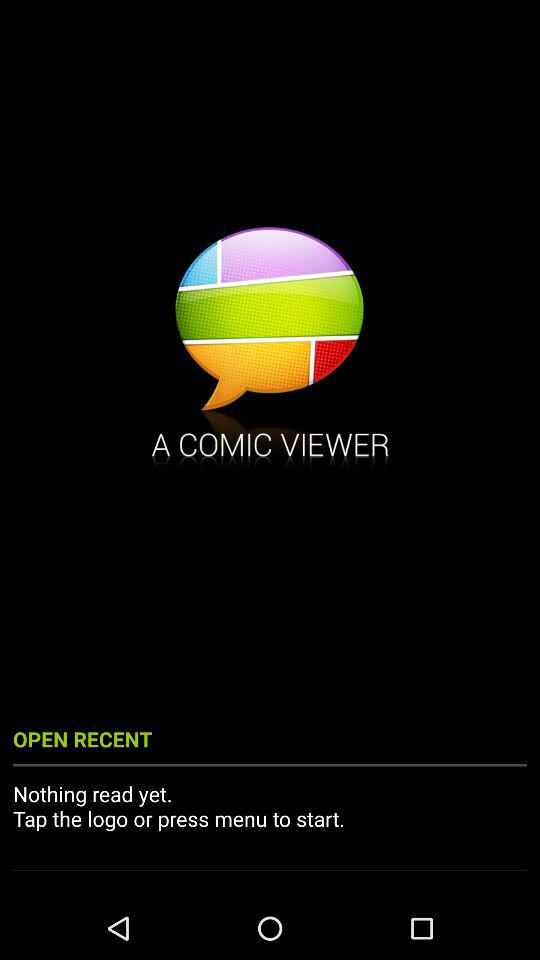 A COMIC VIEWER
OPEN RECENT
Nothing read yet.
Tap the logo or press menu to start.